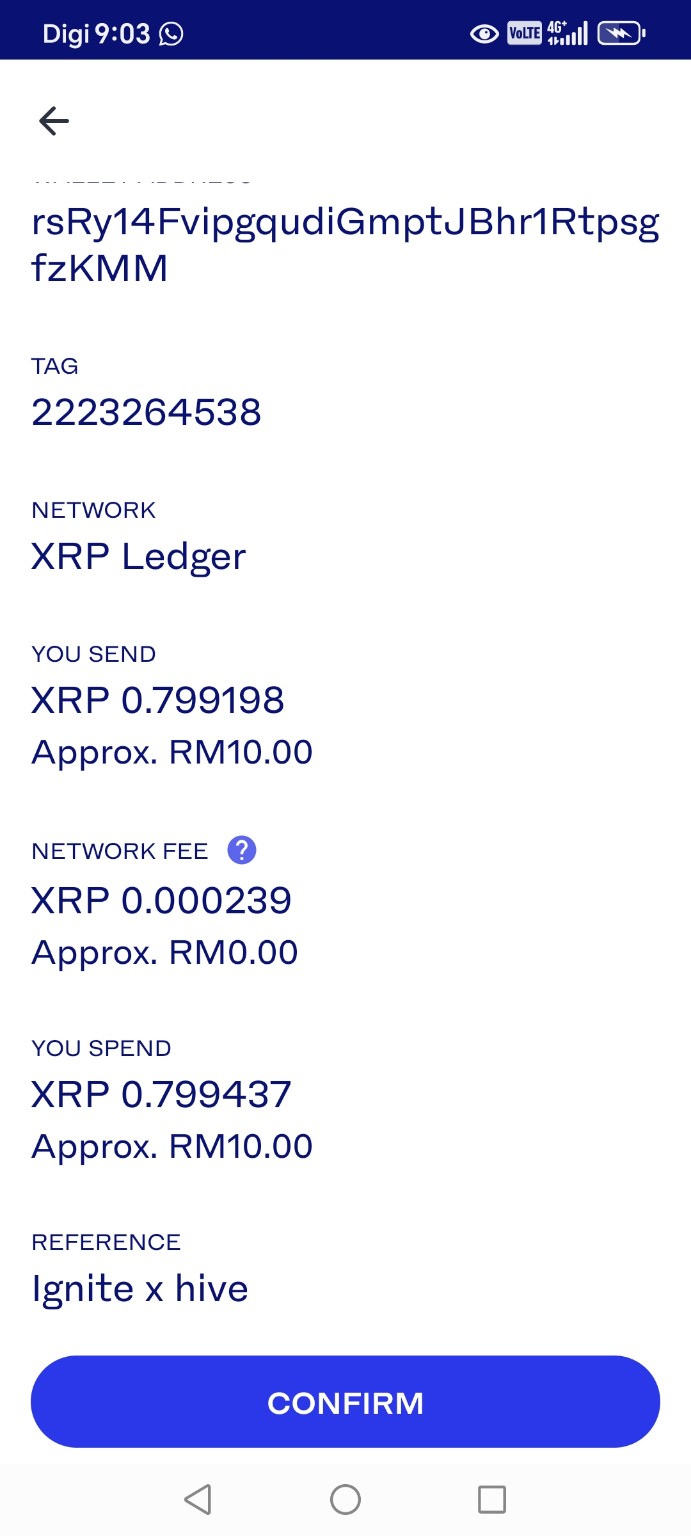 Digi 9:03
VoLTE 4G+
rsRy14FvipgqudiGmptJBhr1Rtpsg
fzKMM
TAG
2223264538
NETWORK
XRP Ledger
YOU SEND
XRP 0.799198
Approx. RM10.00
NETWORK FEE ?
XRP 0.000239
Approx. RM0.00
YOU SPEND
XRP 0.799437
Approx. RM10.00
REFERENCE
Ignite x hive
CONFIRM